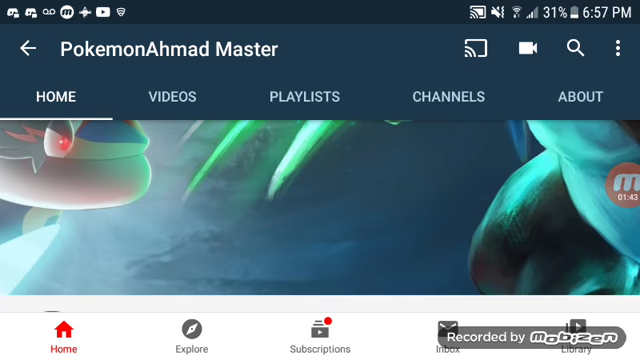 31% 6:57 PM
PokemonAhmad Master
HOME VIDEOS PLAYLISTS CHANNELS ABOUT
01:43
Home Explore Subscriptions Inbox Library
Recorded by MOBIZEN